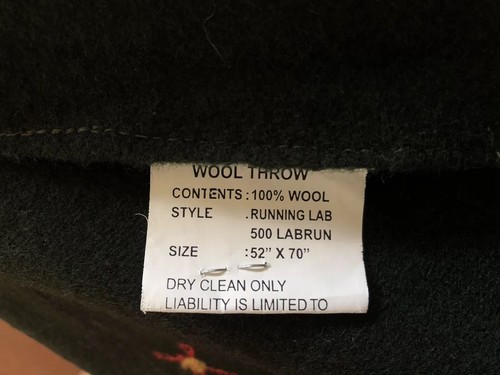 WOOL THROW
CONTENTS : 100% WOOL
STYLE .RUNNING LAB
500 LABRUN
SIZE : 52" X 70"
DRY CLEAN ONLY
LIABILITY IS LIMITED TO